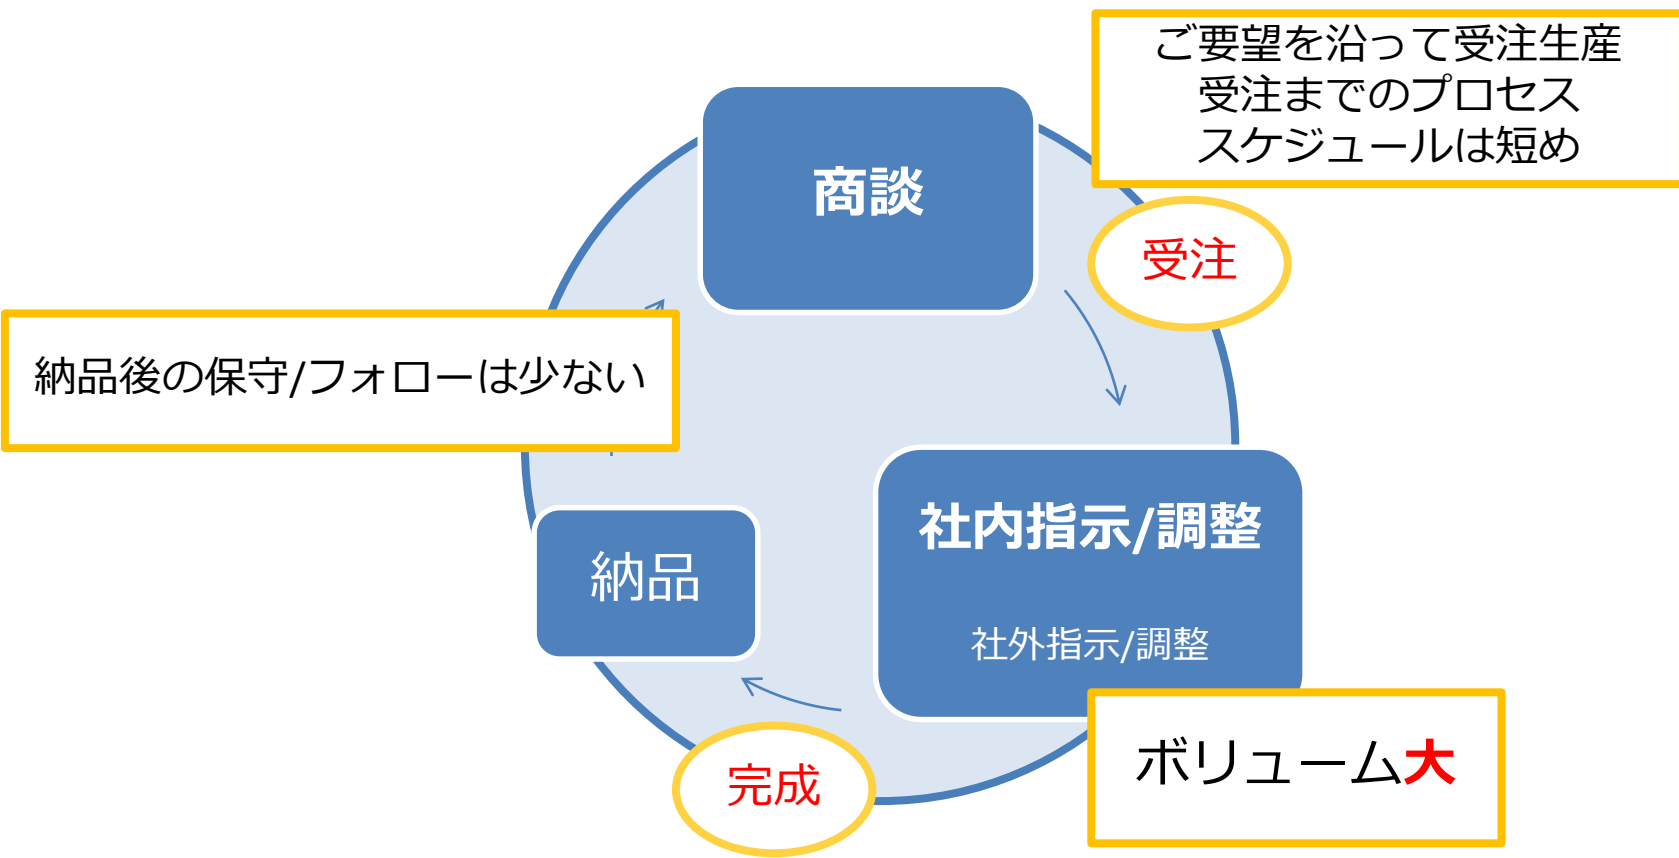 ご要望を沿って受注生産
受注までのプロセス
スケジュールは短め
商談
受注
納品後の保守/フォローは少ない
社内指示/調整
社外指示/調整
納品
ボリューム大
完成